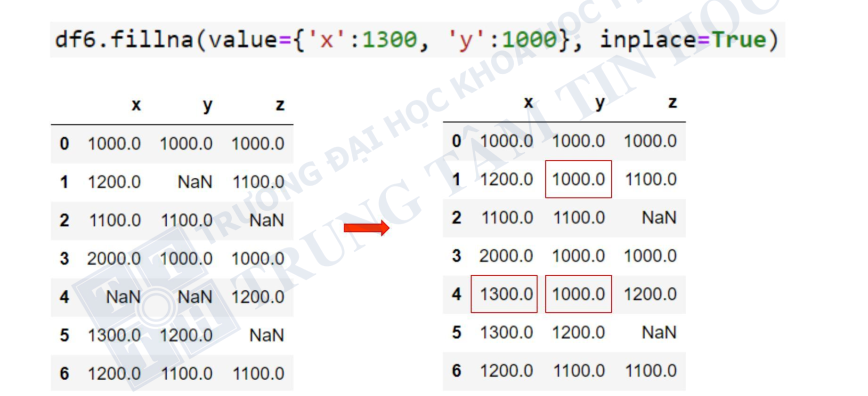 df6.fillna(value={'x':1300, 'y':1000}, inplace=True)
x y z
0 1000.0 1000.0 1000.0
1 1200.0 NaN 1100.0
2 1100.0 1100.0 NaN
3 2000.0 1000.0 1000.0
4 NaN NaN 1200.0
5 1300.0 1200.0 NaN
6 1200.0 1100.0 1100.0
x y z
0 1000.0 1000.0 1000.0
1 1200.0 1000.0 1100.0
2 1100.0 1100.0 NaN
3 2000.0 1000.0 1000.0
4 1300.0 1000.0 1200.0
5 1300.0 1200.0 NaN
6 1200.0 1100.0 1100.0
TRƯỜNG ĐẠI HỌC KHOA HỌC
TRUNG TÂM TIN HỌC